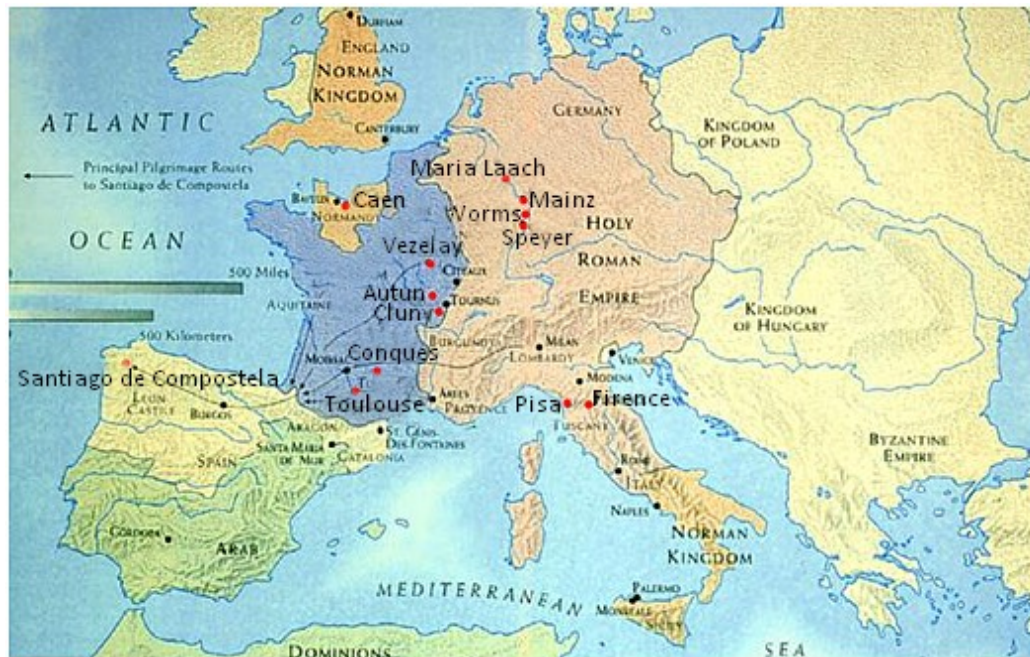 DURHAM
ENGLAND
NORMAN
KINGDOM
CANTERBURY
ATLANTIC
OCEAN
Principal Pilgrimage Routes
to Santiago de Compostela
500 Miles
500 Kilometers
GERMANY
KINGDOM
OF POLAND
Maria Laach
Mainz
Worms
Speyer
HOLY
ROMAN
EMPIRE
BAYEUX
Caen
NORMANDY
Vezelay
CITEAUX
Autun
TOURNUS
Cluny
AQUITAINE
BURGUNDY
MILAN
LOMBARDY
VENICE
KINGDOM
OF HUNGARY
Conques
MODENA
Santiago de Compostela
T.
Toulouse
ARLES
PROVENCE
Pisa
Firence
TUSCANY
LEON
CASTILE
BURGOS
ARAGON
ST. GÉNIS-
DES-FONTAINES
SANTA MARIA
DE MUR
CATALONIA
SPAIN
BYZANTINE
EMPIRE
ROME
ITALY
NAPLES
NORMAN
KINGDOM
CÓRDOBA
ARAB
MEDITERRANEAN
PALERMO
MONREALE
SICILY
DOMINIONS
SEA